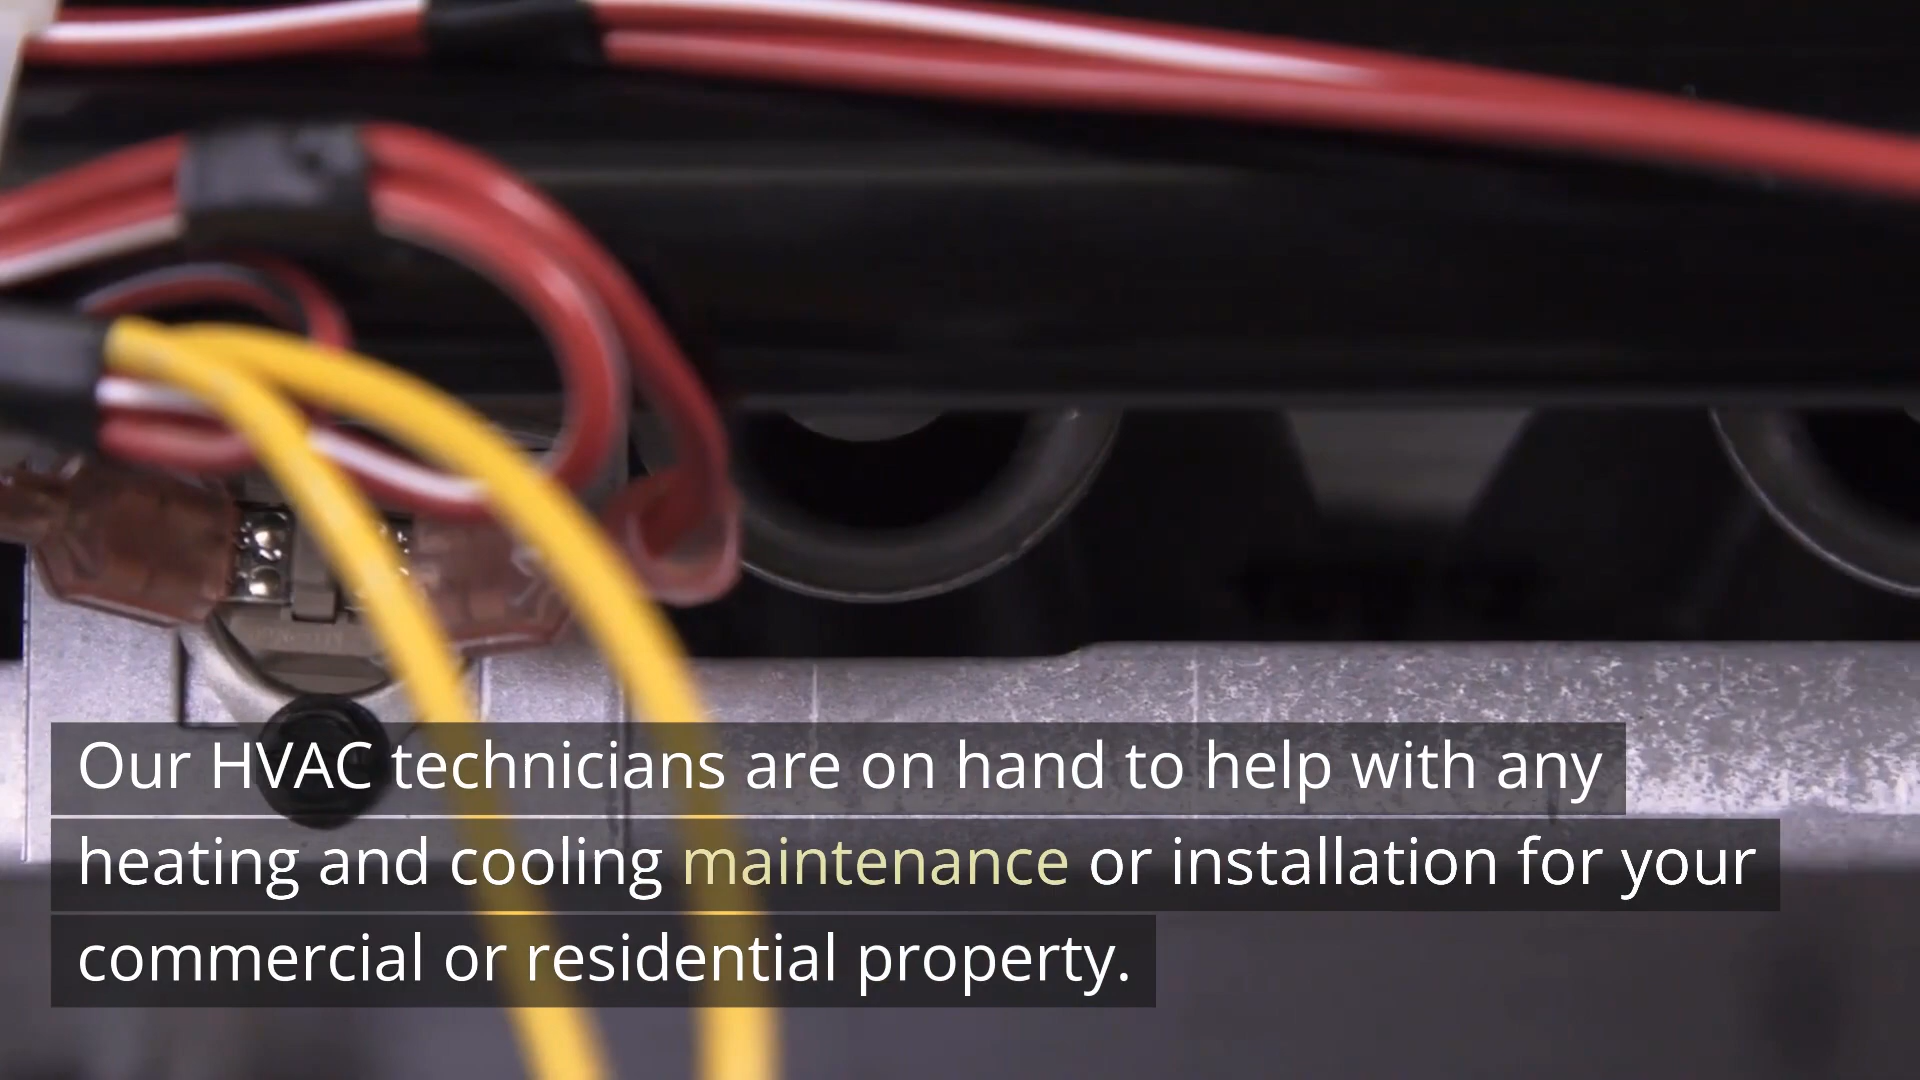 Our HVAC technicians are on hand to help with any
heating and cooling maintenance or installation for your
commercial or residential property.